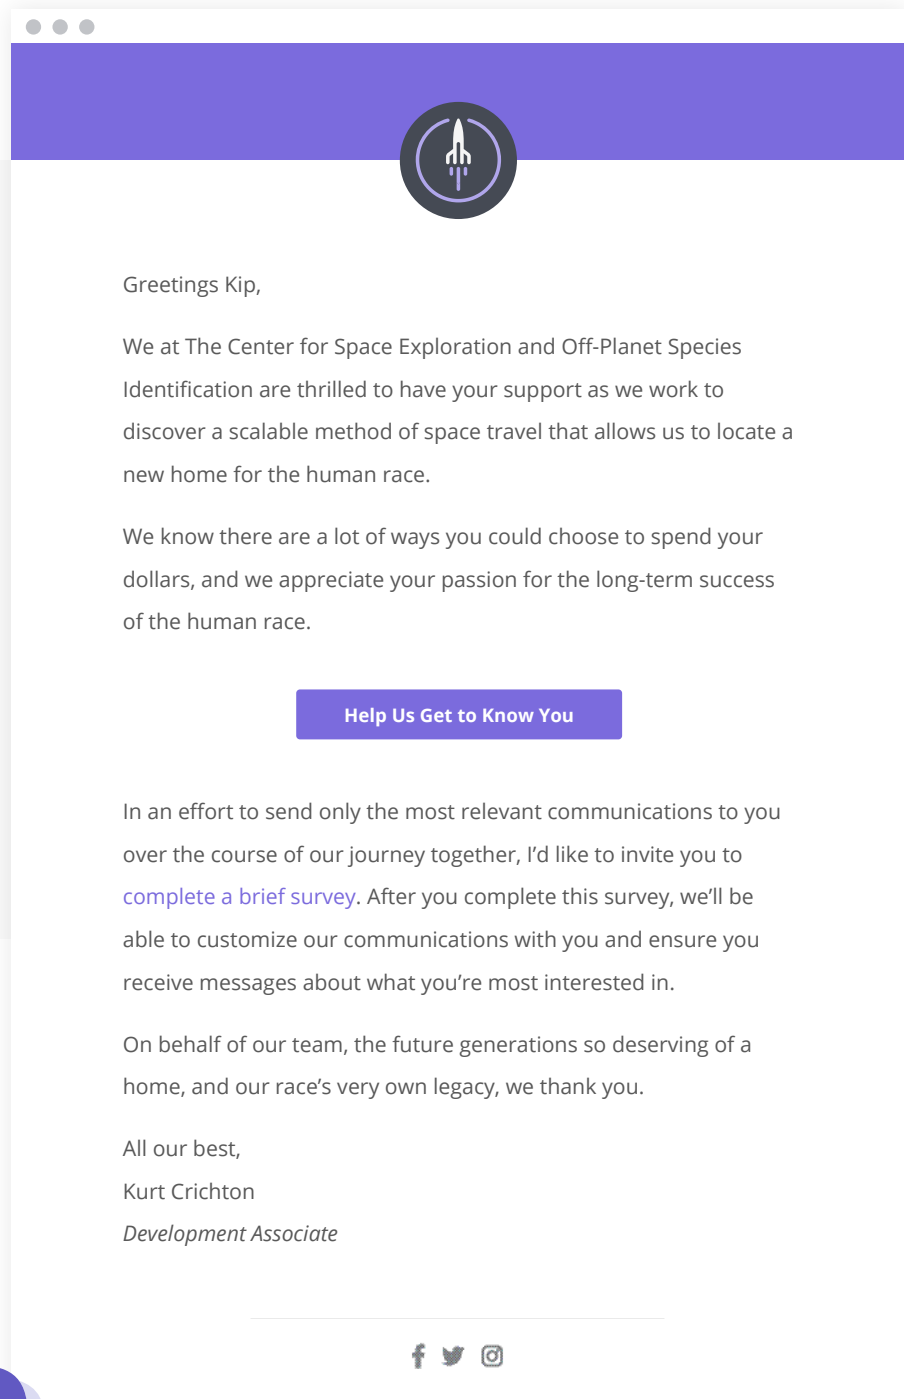 Greetings Kip,
We at The Center for Space Exploration and Off-Planet Species
Identification are thrilled to have your support as we work to
discover a scalable method of space travel that allows us to locate a
new home for the human race.
We know there are a lot of ways you could choose to spend your
dollars, and we appreciate your passion for the long-term success
of the human race.
Help Us Get to Know You
In an effort to send only the most relevant communications to you
over the course of our journey together, I’d like to invite you to
complete a brief survey. After you complete this survey, we’ll be
able to customize our communications with you and ensure you
receive messages about what you’re most interested in.
On behalf of our team, the future generations so deserving of a
home, and our race’s very own legacy, we thank you.
All our best,
Kurt Crichton
Development Associate